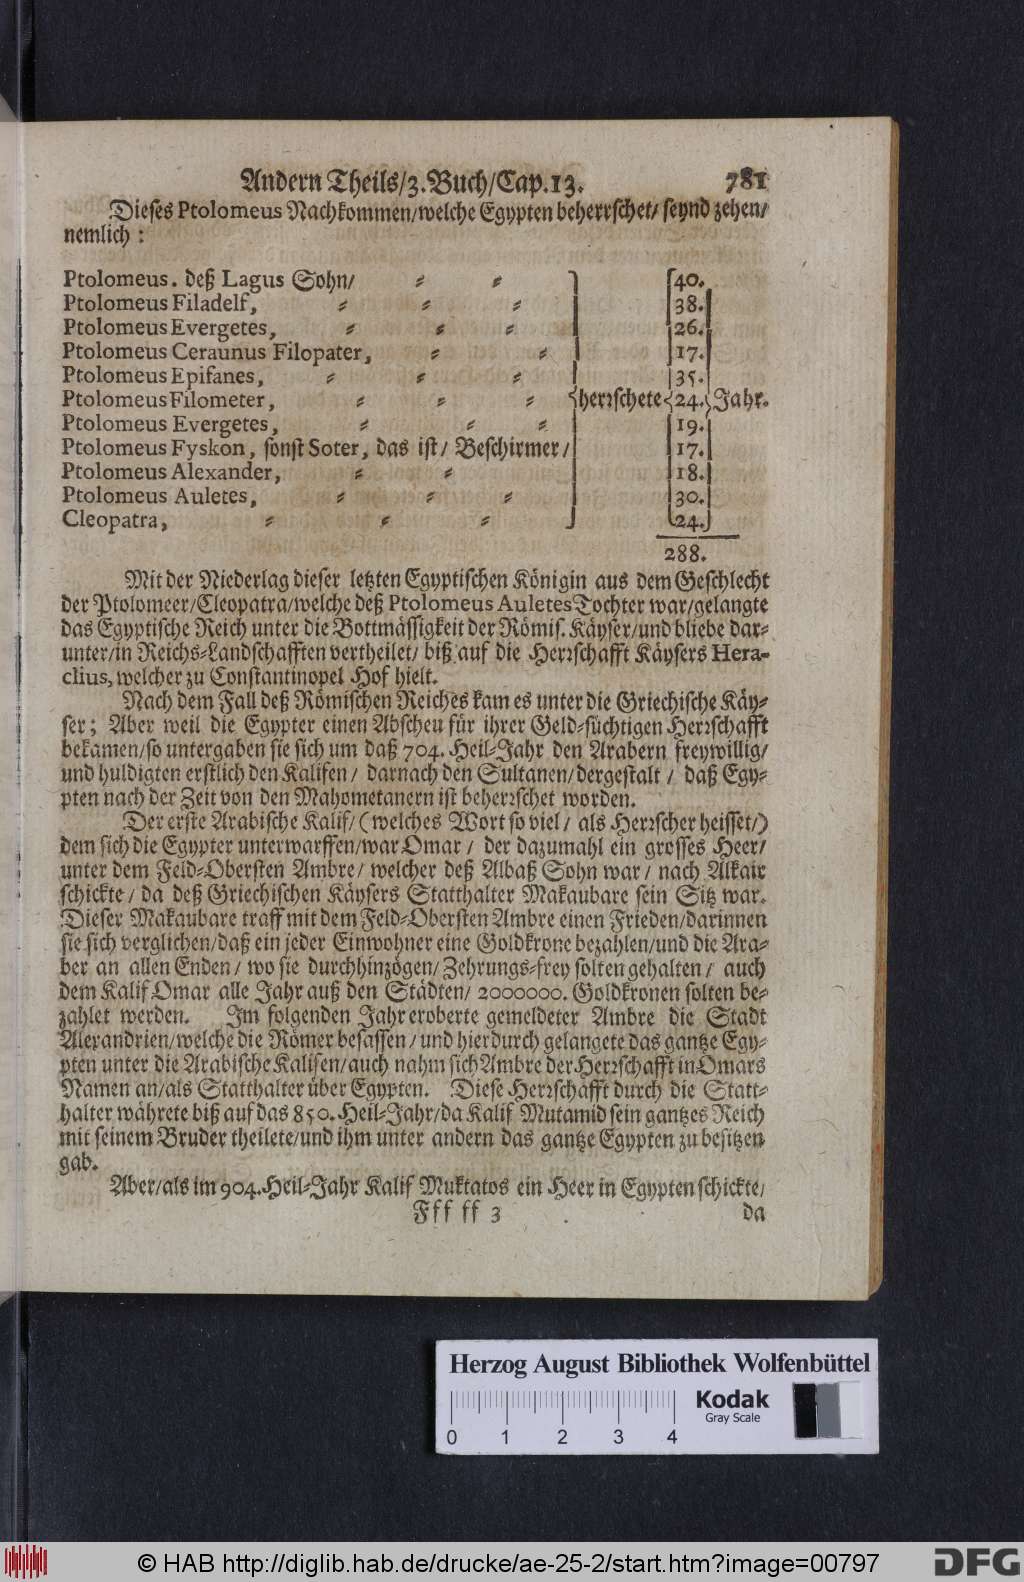 Andern Theils/3. Buch/Cap. 13. 781
Dieses Ptolomeus Nachkommen/welche Egypten beherrschet/ seynd zehen/
nemlich:
Ptolomeus. deß Lagus Sohn/ 40.
Ptolomeus Filadelf, 38.
Ptolomeus Evergetes, 26.
Ptolomeus Ceraunus Filopater, 17.
Ptolomeus Epifanes, 35.
Ptolomeus Filometer, herrschete 24. Jahr.
Ptolomeus Evergetes, 19.
Ptolomeus Fyskon, sonst Soter, das ist/ Beschirmer/ 17.
Ptolomeus Alexander, 18.
Ptolomeus Auletes, 30.
Cleopatra, 24.
288.
Mit der Niederlag dieser letzten Egyptischen Königin aus dem Geschlecht
der Ptolomeer/Cleopatra/welche deß Ptolomeus Auletes Tochter war/gelangte
das Egyptische Reich unter die Bottmässigkeit der Römis. Käyser/und bliebe dar-
unter/in Reichs-Landschafften vertheilet/ biß auf die Herrschafft Käysers Hera-
clius, welcher zu Constantinopel Hof hielt.
Nach dem Fall deß Römischen Reiches kam es unter die Griechische Käy-
ser; Aber weil die Egypter einen Abscheu für ihrer Geld-süchtigen Herrschafft
bekamen/so untergaben sie sich um daß 704. Heil-Jahr den Arabern freywillig/
und huldigten erstlich den Kalifen/ darnach den Sultanen/dergestalt/ daß Egy-
pten nach der Zeit von den Mahometanern ist beherrschet worden.
Der erste Arabische Kalif/(welches Wort so viel/ als Herrscher heisset/)
dem sich die Egypter unterwarffen/war Omar/ der dazumahl ein grosses Heer/
unter dem Feld-Obersten Ambre/ welcher deß Albaß Sohn war/ nach Alkair
schickte/ da deß Griechischen Käysers Statthalter Makaubare sein Sitz war.
Dieser Makaubare traff mit dem Feld-Obersten Ambre einen Frieden/darinnen
sie sich verglichen/daß ein jeder Einwohner eine Goldkrone bezahlen/und die Ara-
ber an allen Enden/ wo sie durchhinzögen/Zehrungs-frey solten gehalten/ auch
dem Kalif Omar alle Jahr auß den Städten/ 2000000. Goldkronen solten be-
zahlet werden. Im folgenden Jahr eroberte gemeldeter Ambre die Stadt
Alexandrien/welche die Römer besassen/und hierdurch gelangete das gantze Egy-
pten unter die Arabische Kalifen/auch nahm sich Ambre der Herrschafft in Omars
Namen an/als Statthalter über Egypten. Diese Herrschafft durch die Statt-
halter währete biß auf das 850. Heil-Jahr/da Kalif Mutamid sein gantzes Reich
mit seinem Bruder theilete/und ihm unter andern das gantze Egypten zu besitzen
gab.
Aber/als im 904. Heil-Jahr Kalif Muktatos ein Heer in Egypten schickte/
Fff ff 3 da
Herzog August Bibliothek Wolfenbüttel
Kodak
Gray Scale
0 1 2 3 4
© HAB http://diglib.hab.de/drucke/ae-25-2/start.htm?image=00797
DFG